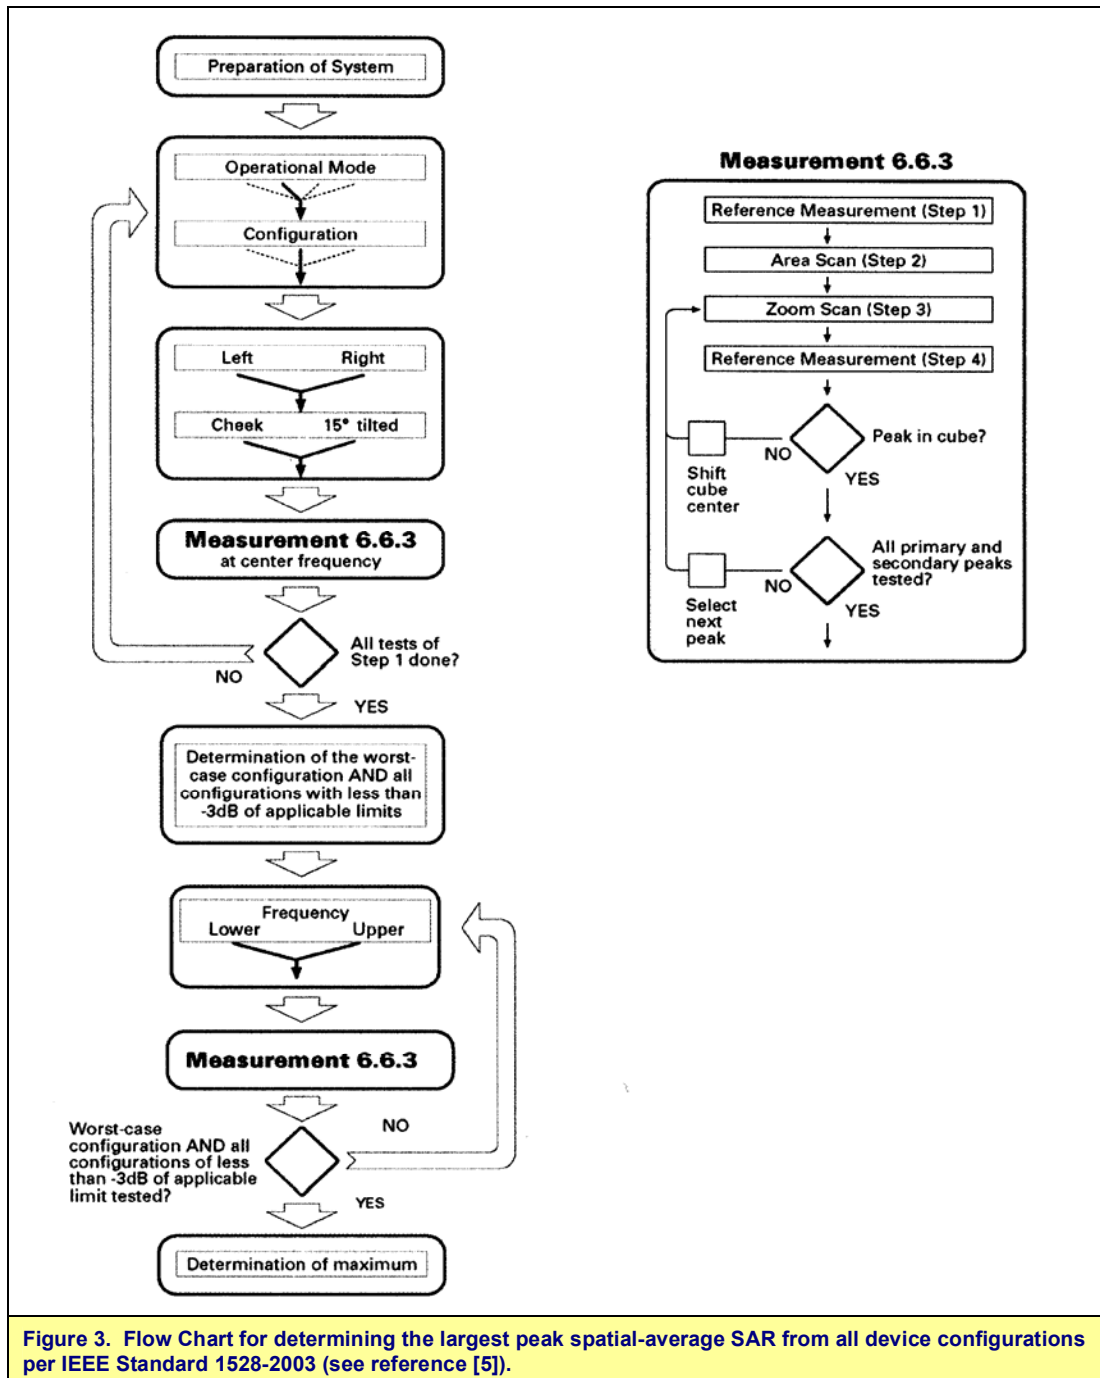 Preparation of System
Operational Mode
Configuration
Left Right
Cheek 15° tilted
Measurement 6.6.3
at center frequency
All tests of
Step 1 done?
NO
YES
Determination of the worst-
case configuration AND all
configurations with less than
-3dB of applicable limits
Frequency
Lower Upper
Measurement 6.6.3
Worst-case
configuration AND all
configurations of less
than -3dB of applicable
limit tested?
NO
YES
Determination of maximum
Measurement 6.6.3
Reference Measurement (Step 1)
Area Scan (Step 2)
Zoom Scan (Step 3)
Reference Measurement (Step 4)
Peak in cube?
NO
YES
Shift
cube
center
All primary and
secondary peaks
tested?
NO
YES
Select
next
peak
Figure 3. Flow Chart for determining the largest peak spatial-average SAR from all device configurations
per IEEE Standard 1528-2003 (see reference [5]).